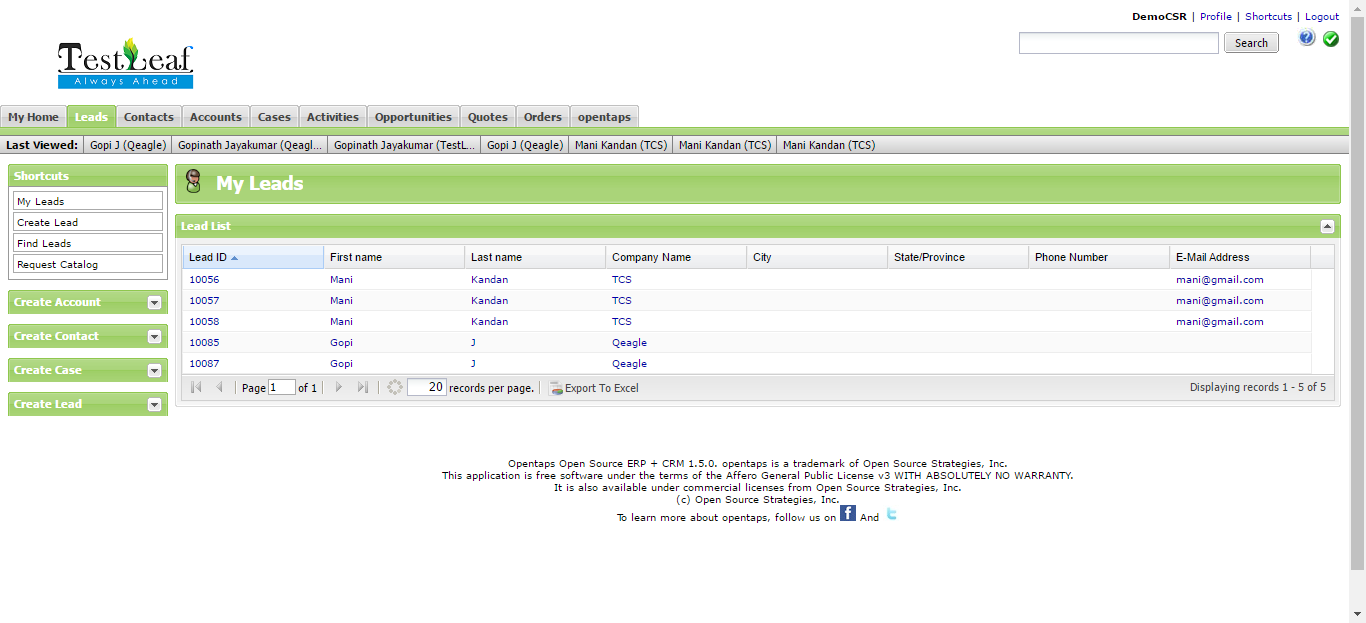 DemoCSR | Profile | Shortcuts | Logout
Search
TestLeaf
Always Ahead
My Home Leads Contacts Accounts Cases Activities Opportunities Quotes Orders opentaps
Last Viewed: Gopi J (Qeagle) Gopinath Jayakumar (Qeagl... Gopinath Jayakumar (TestL... Gopi J (Qeagle) Mani Kandan (TCS) Mani Kandan (TCS) Mani Kandan (TCS)
Shortcuts
My Leads
Create Lead
Find Leads
Request Catalog
Create Account
Create Contact
Create Case
Create Lead
My Leads
Lead List
Lead ID First name Last name Company Name City State/Province Phone Number E-Mail Address
10056 Mani Kandan TCS mani@gmail.com
10057 Mani Kandan TCS mani@gmail.com
10058 Mani Kandan TCS mani@gmail.com
10085 Gopi J Qeagle
10087 Gopi J Qeagle
Page 1 of 1 20 records per page. Export To Excel Displaying records 1 - 5 of 5
Opentaps Open Source ERP + CRM 1.5.0. opentaps is a trademark of Open Source Strategies, Inc.
This application is free software under the terms of the Affero General Public License v3 WITH ABSOLUTELY NO WARRANTY.
It is also available under commercial licenses from Open Source Strategies, Inc.
(c) Open Source Strategies, Inc.
To learn more about opentaps, follow us on f And t